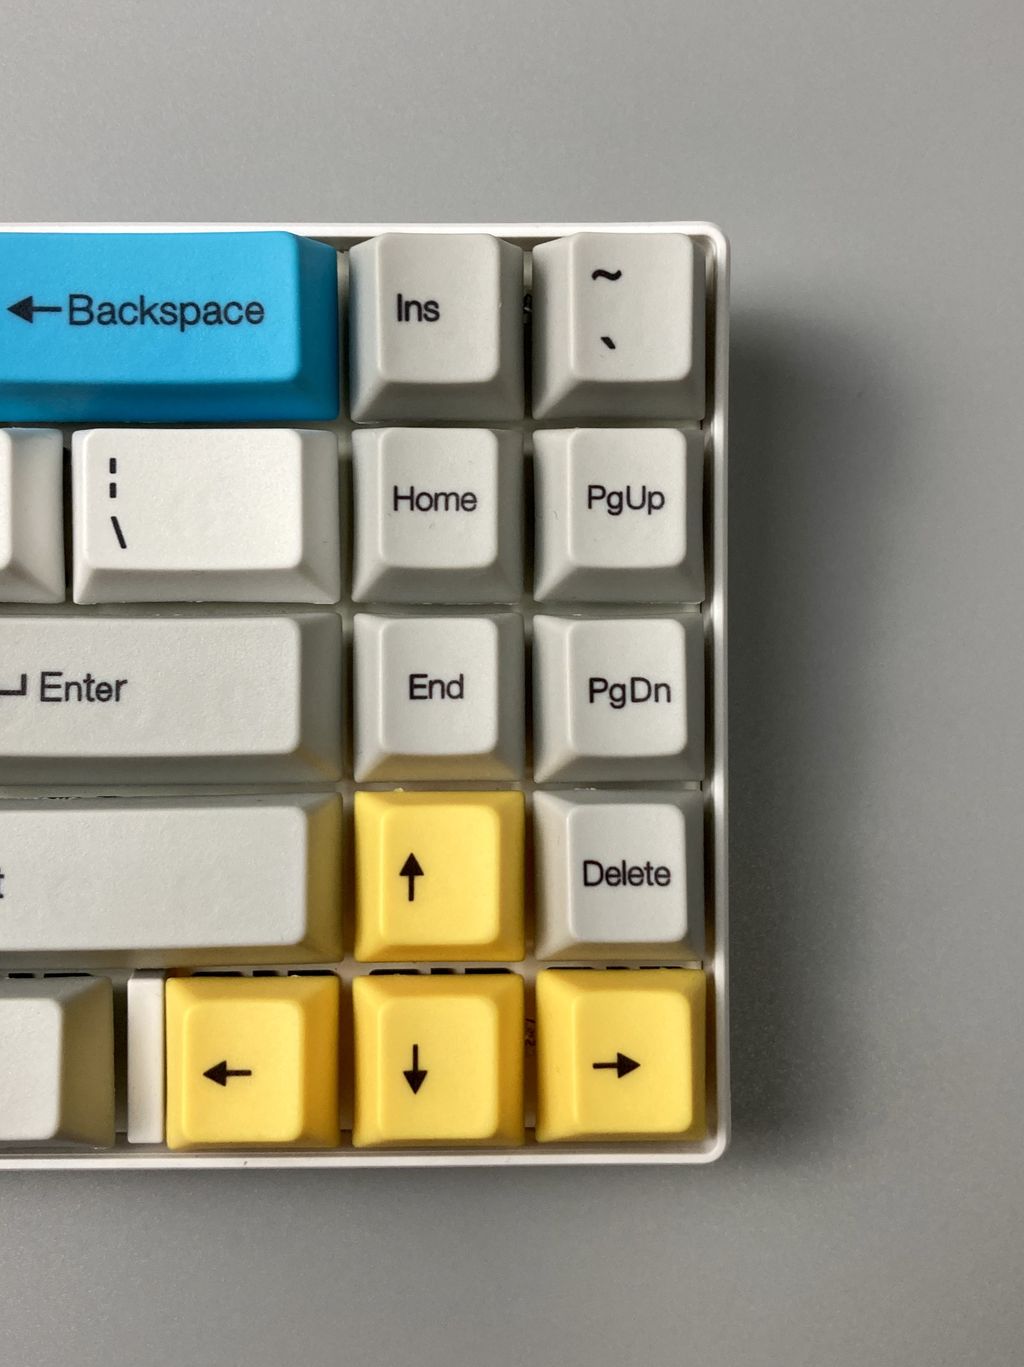 ←Backspace
Ins
~
`
¦
\
Home
PgUp
↵ Enter
End
PgDn
t
↑
Delete
←
↓
→